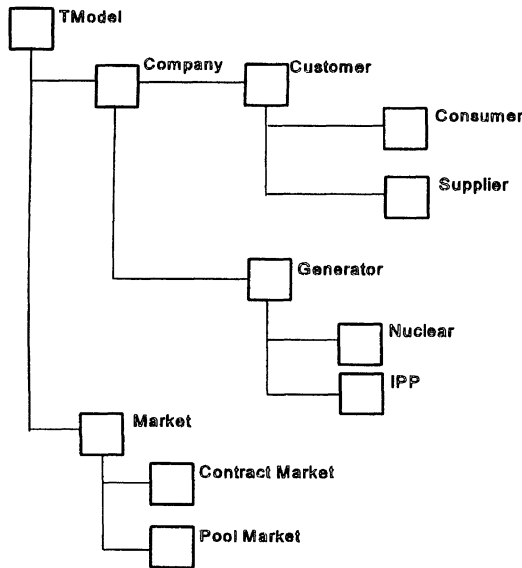 TModel
Company
Customer
Consumer
Supplier
Generator
Nuclear
IPP
Market
Contract Market
Pool Market